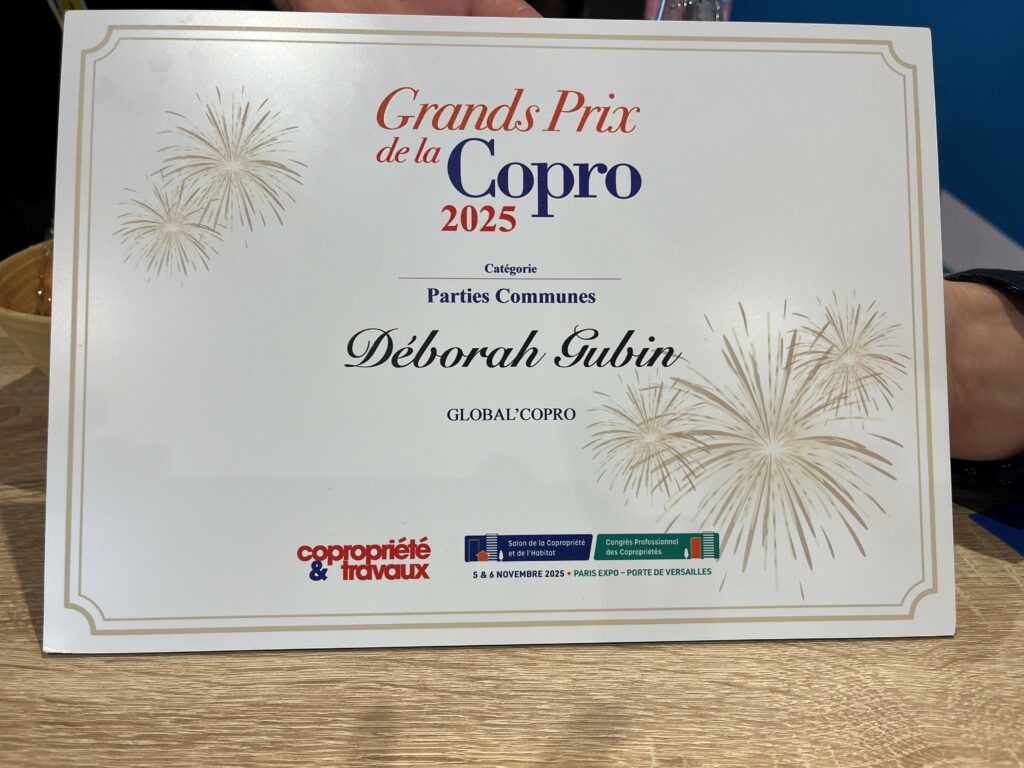 Grands Prix
de la Copro
2025
Catégorie
Parties Communes
Déborah Gubin
GLOBAL'COPRO
copropriété
& travaux
Salon de la Copropriété
et de l'Habitat
Congrès Professionnel
des Copropriétés
5 & 6 NOVEMBRE 2025 • PARIS EXPO – PORTE DE VERSAILLES